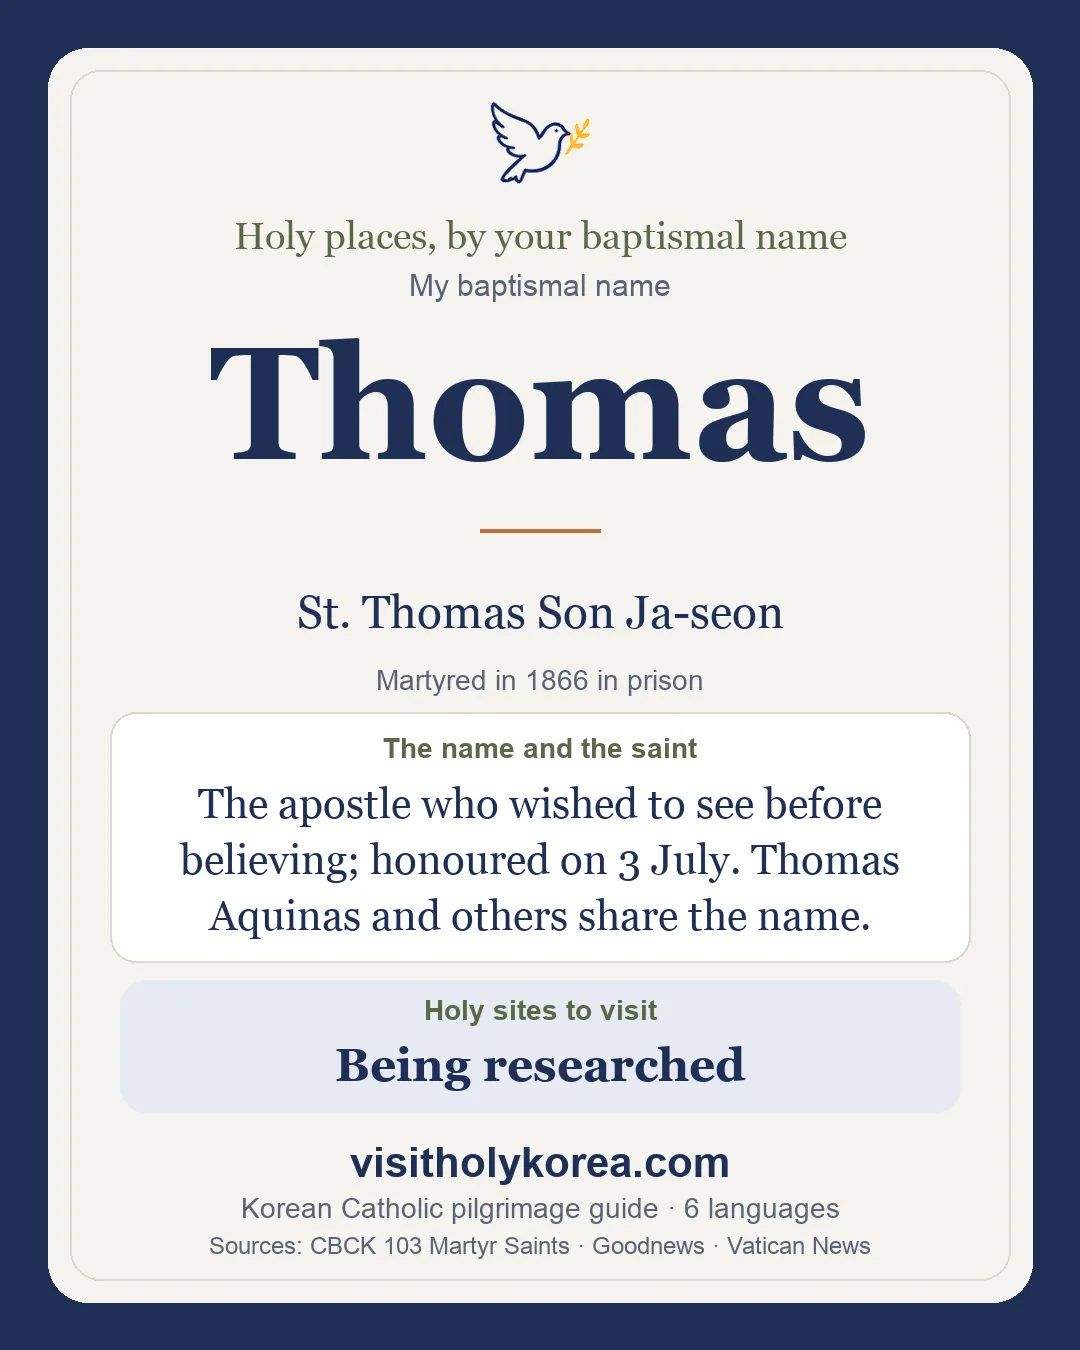 Holy places, by your baptismal name
My baptismal name
Thomas
St. Thomas Son Ja-seon
Martyred in 1866 in prison
The name and the saint
The apostle who wished to see before
believing; honoured on 3 July. Thomas
Aquinas and others share the name.
Holy sites to visit
Being researched
visitholykorea.com
Korean Catholic pilgrimage guide · 6 languages
Sources: CBCK 103 Martyr Saints · Goodnews · Vatican News